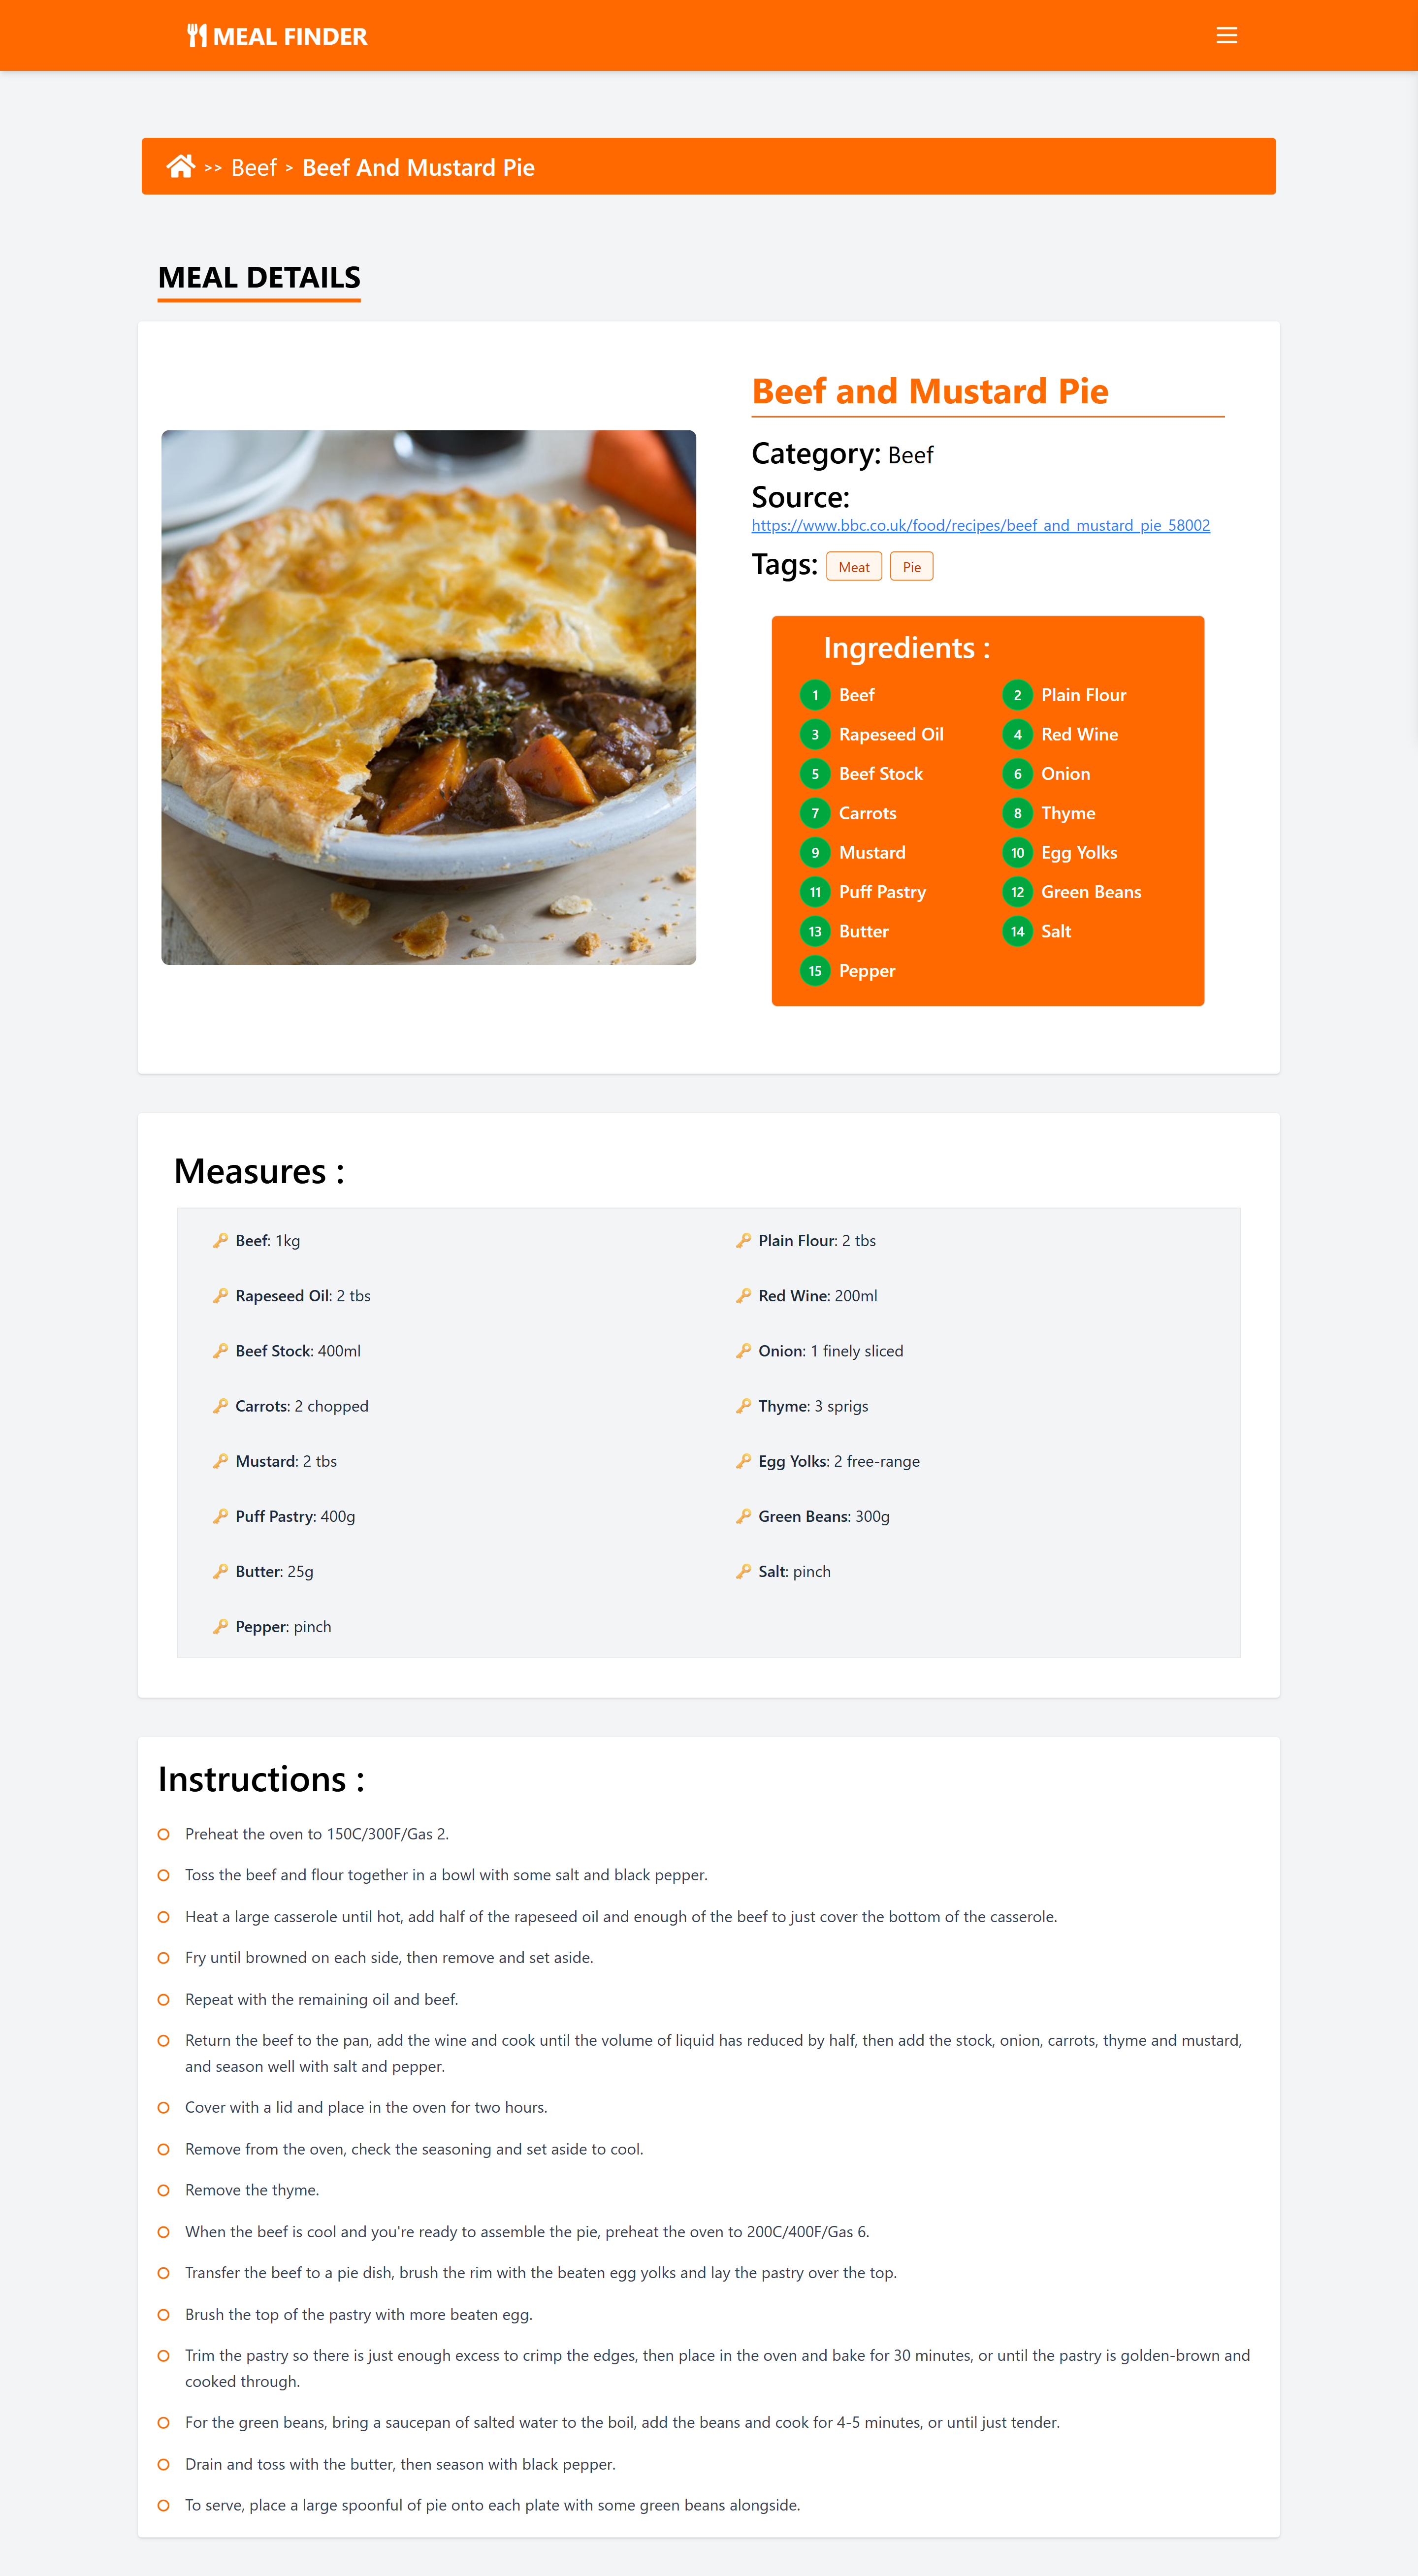 MEAL FINDER
>> Beef > Beef And Mustard Pie
MEAL DETAILS
Beef and Mustard Pie
Category: Beef
Source:
https://www.bbc.co.uk/food/recipes/beef_and_mustard_pie_58002
Tags: Meat Pie
Ingredients :
1 Beef
2 Plain Flour
3 Rapeseed Oil
4 Red Wine
5 Beef Stock
6 Onion
7 Carrots
8 Thyme
9 Mustard
10 Egg Yolks
11 Puff Pastry
12 Green Beans
13 Butter
14 Salt
15 Pepper
Measures :
Beef: 1kg
Plain Flour: 2 tbs
Rapeseed Oil: 2 tbs
Red Wine: 200ml
Beef Stock: 400ml
Onion: 1 finely sliced
Carrots: 2 chopped
Thyme: 3 sprigs
Mustard: 2 tbs
Egg Yolks: 2 free-range
Puff Pastry: 400g
Green Beans: 300g
Butter: 25g
Salt: pinch
Pepper: pinch
Instructions :
Preheat the oven to 150C/300F/Gas 2.
Toss the beef and flour together in a bowl with some salt and black pepper.
Heat a large casserole until hot, add half of the rapeseed oil and enough of the beef to just cover the bottom of the casserole.
Fry until browned on each side, then remove and set aside.
Repeat with the remaining oil and beef.
Return the beef to the pan, add the wine and cook until the volume of liquid has reduced by half, then add the stock, onion, carrots, thyme and mustard,
and season well with salt and pepper.
Cover with a lid and place in the oven for two hours.
Remove from the oven, check the seasoning and set aside to cool.
Remove the thyme.
When the beef is cool and you're ready to assemble the pie, preheat the oven to 200C/400F/Gas 6.
Transfer the beef to a pie dish, brush the rim with the beaten egg yolks and lay the pastry over the top.
Brush the top of the pastry with more beaten egg.
Trim the pastry so there is just enough excess to crimp the edges, then place in the oven and bake for 30 minutes, or until the pastry is golden-brown and
cooked through.
For the green beans, bring a saucepan of salted water to the boil, add the beans and cook for 4-5 minutes, or until just tender.
Drain and toss with the butter, then season with black pepper.
To serve, place a large spoonful of pie onto each plate with some green beans alongside.